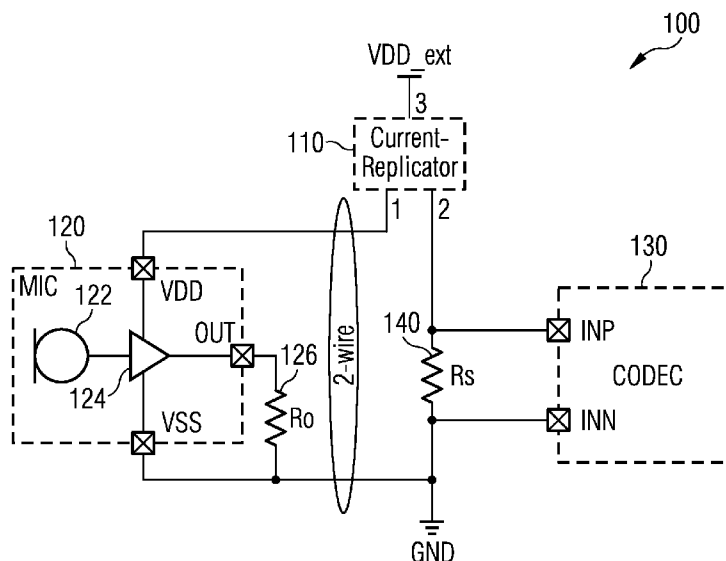 100
VDD_ext
3
110
Current-
Replicator
1
2
120
130
MIC
122
VDD
OUT
126
140
INP
2-wire
124
Ro
Rs
CODEC
VSS
INN
GND